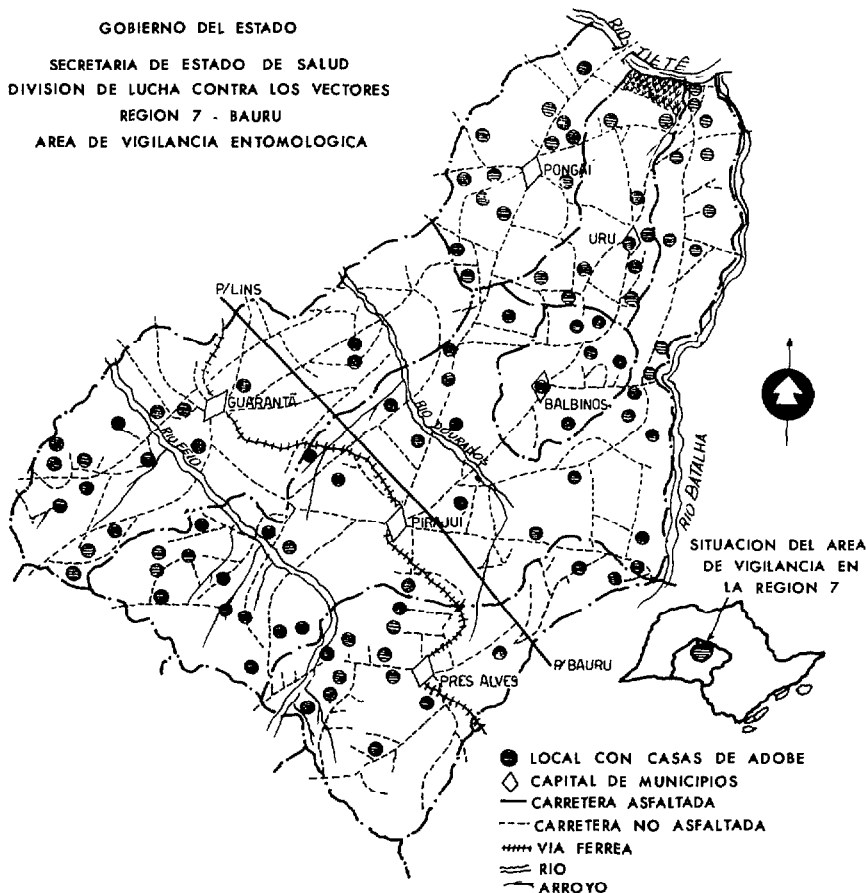 GOBIERNO DEL ESTADO
SECRETARIA DE ESTADO DE SALUD
DIVISION DE LUCHA CONTRA LOS VECTORES
REGION 7 - BAURU
AREA DE VIGILANCIA ENTOMOLOGICA
RIO TIETÊ
PONGAI
URU
P/LINS
GUARANTÃ
BALBINOS
RIO DOURADOS
RIO FEIO
RIO BATALHA
PIRAJUI
SITUACION DEL AREA
DE VIGILANCIA EN
LA REGION 7
P/BAURU
PRES ALVES
LOCAL CON CASAS DE ADOBE
CAPITAL DE MUNICIPIOS
CARRETERA ASFALTADA
CARRETERA NO ASFALTADA
VIA FERREA
RIO
ARROYO